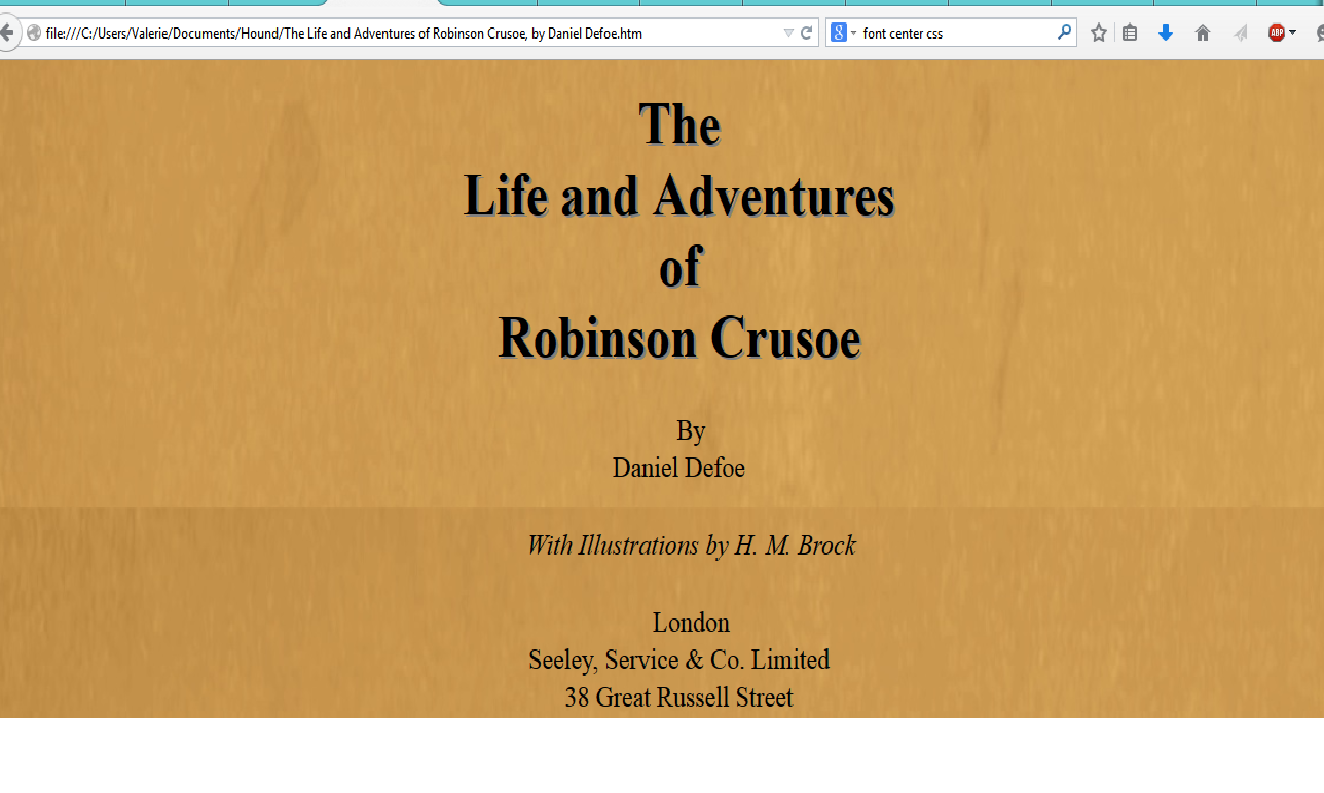 file:///C:/Users/Valerie/Documents/Hound/The Life and Adventures of Robinson Crusoe, by Daniel Defoe.htm
8 font center css
ABP
The
Life and Adventures
of
Robinson Crusoe
By
Daniel Defoe
With Illustrations by H. M. Brock
London
Seeley, Service & Co. Limited
38 Great Russell Street